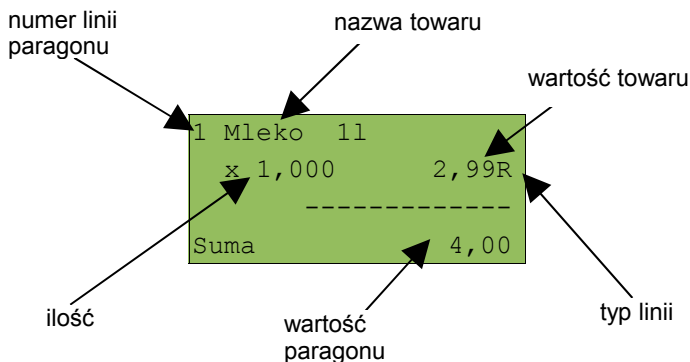 numer linii
paragonu
nazwa towaru
wartość towaru
1 Mleko 1l
x 1,000 2,99R
-------------
Suma 4,00
ilość
wartość
paragonu
typ linii